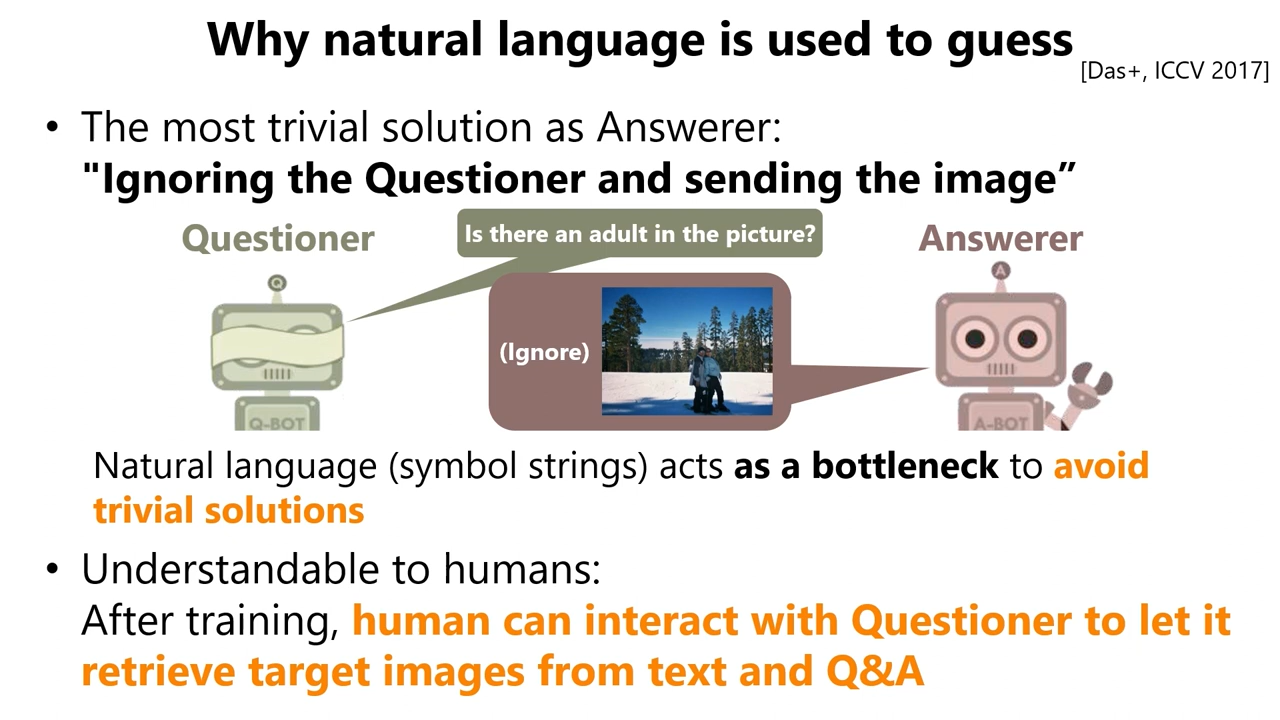 Why natural language is used to guess
[Das+, ICCV 2017]
• The most trivial solution as Answerer:
"Ignoring the Questioner and sending the image”
Questioner
Is there an adult in the picture?
Answerer
Q
A
(Ignore)
Q-BOT
A-BOT
Natural language (symbol strings) acts as a bottleneck to avoid
trivial solutions
• Understandable to humans:
After training, human can interact with Questioner to let it
retrieve target images from text and Q&A